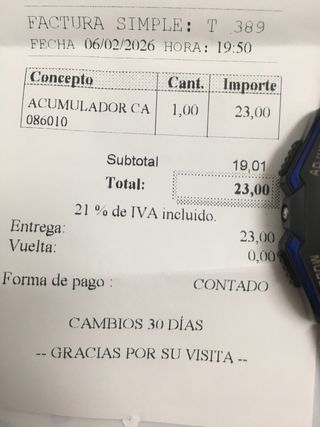 FACTURA SIMPLE: T 389
FECHA 06/02/2026 HORA: 19:50
Concepto Cant. Importe
ACUMULADOR CA 1,00 23,00
086010
Subtotal 19,01
Total: 23,00
21 % de IVA incluido.
Entrega: 23,00
Vuelta: 0,00
Forma de pago : CONTADO
CAMBIOS 30 DÍAS
-- GRACIAS POR SU VISITA --